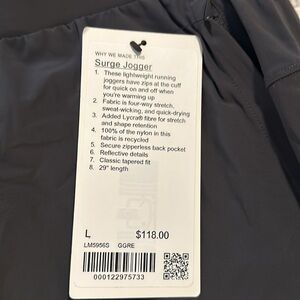 WHY WE MADE THIS
Surge Jogger
1. These lightweight running
joggers have zips at the cuff
for quick on and off when
you're warming up
2. Fabric is four-way stretch,
sweat-wicking, and quick-drying
3. Added Lycra® fibre for stretch
and shape retention
4. 100% of the nylon in this
fabric is recycled
5. Secure zipperless back pocket
6. Reflective details
7. Classic tapered fit
8. 29" length
L $118.00
LM5956S GGRE
000122975733